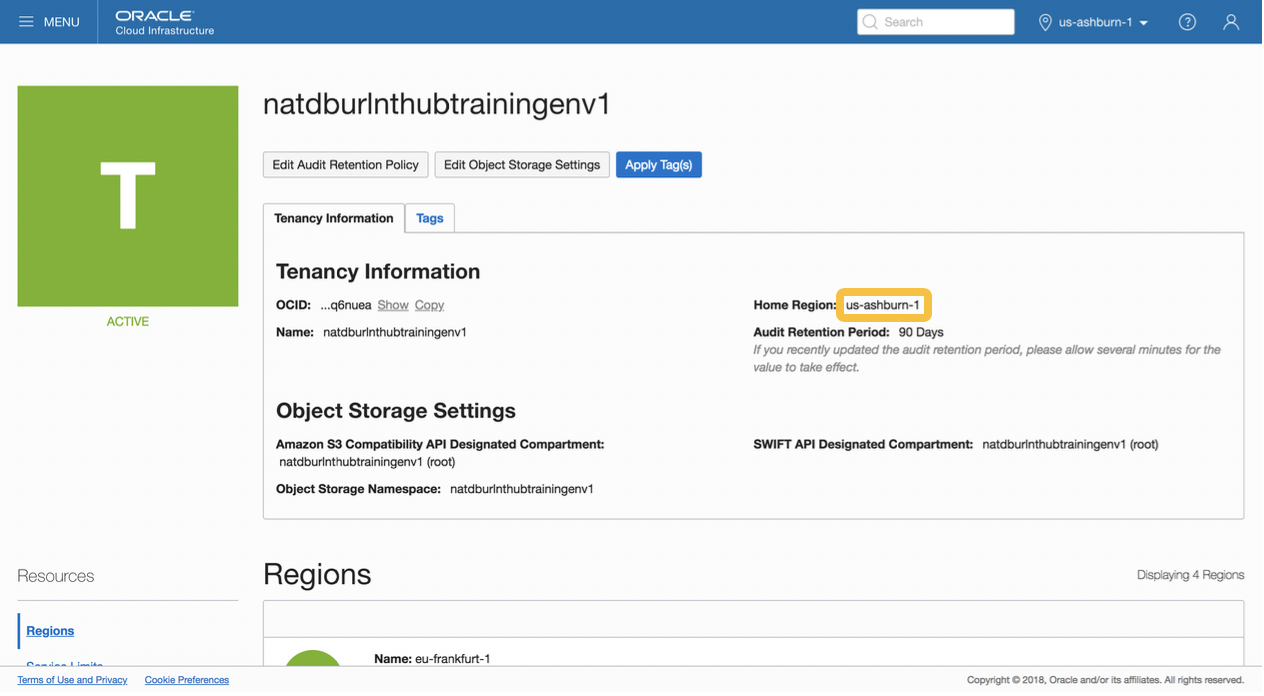 MENU
ORACLE
Cloud Infrastructure
Search
us-ashburn-1
?
T
ACTIVE
natdburlnthubtrainingenv1
Edit Audit Retention Policy
Edit Object Storage Settings
Apply Tag(s)
Tenancy Information
Tags
Tenancy Information
OCID: ...q6nuea Show Copy
Name: natdburlnthubtrainingenv1
Home Region: us-ashburn-1
Audit Retention Period: 90 Days
If you recently updated the audit retention period, please allow several minutes for the
value to take effect.
Object Storage Settings
Amazon S3 Compatibility API Designated Compartment:
natdburlnthubtrainingenv1 (root)
Object Storage Namespace: natdburlnthubtrainingenv1
SWIFT API Designated Compartment: natdburlnthubtrainingenv1 (root)
Resources
Regions
Service Limits
Regions
Displaying 4 Regions
Name: eu-frankfurt-1
Terms of Use and Privacy
Cookie Preferences
Copyright © 2018, Oracle and/or its affiliates. All rights reserved.